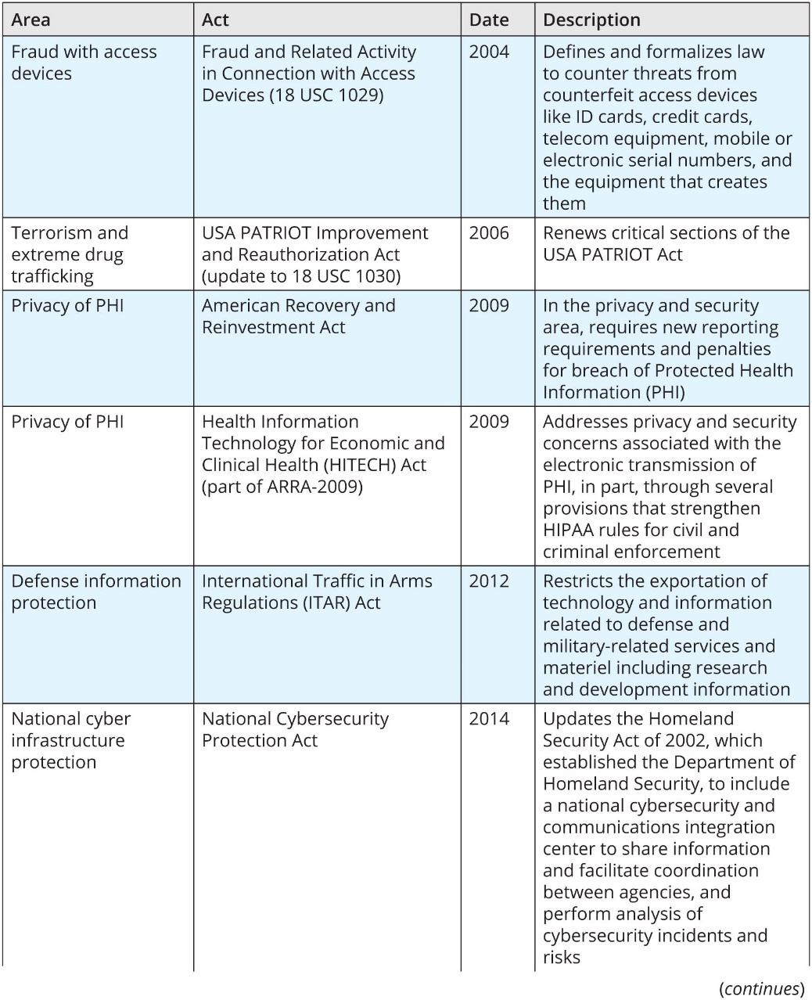 Area Act Date Description
Fraud with access
devices
Fraud and Related Activity
in Connection with Access
Devices (18 USC 1029)
2004
Defines and formalizes law
to counter threats from
counterfeit access devices
like ID cards, credit cards,
telecom equipment, mobile or
electronic serial numbers, and
the equipment that creates
them
Terrorism and
extreme drug
trafficking
USA PATRIOT Improvement
and Reauthorization Act
(update to 18 USC 1030)
2006
Renews critical sections of the
USA PATRIOT Act
Privacy of PHI
American Recovery and
Reinvestment Act
2009
In the privacy and security
area, requires new reporting
requirements and penalties
for breach of Protected Health
Information (PHI)
Privacy of PHI
Health Information
Technology for Economic and
Clinical Health (HITECH) Act
(part of ARRA-2009)
2009
Addresses privacy and security
concerns associated with the
electronic transmission of
PHI, in part, through several
provisions that strengthen
HIPAA rules for civil and
criminal enforcement
Defense information
protection
International Traffic in Arms
Regulations (ITAR) Act
2012
Restricts the exportation of
technology and information
related to defense and
military-related services and
materiel including research
and development information
National cyber
infrastructure
protection
National Cybersecurity
Protection Act
2014
Updates the Homeland
Security Act of 2002, which
established the Department of
Homeland Security, to include
a national cybersecurity and
communications integration
center to share information
and facilitate coordination
between agencies, and
perform analysis of
cybersecurity incidents and
risks
(continues)